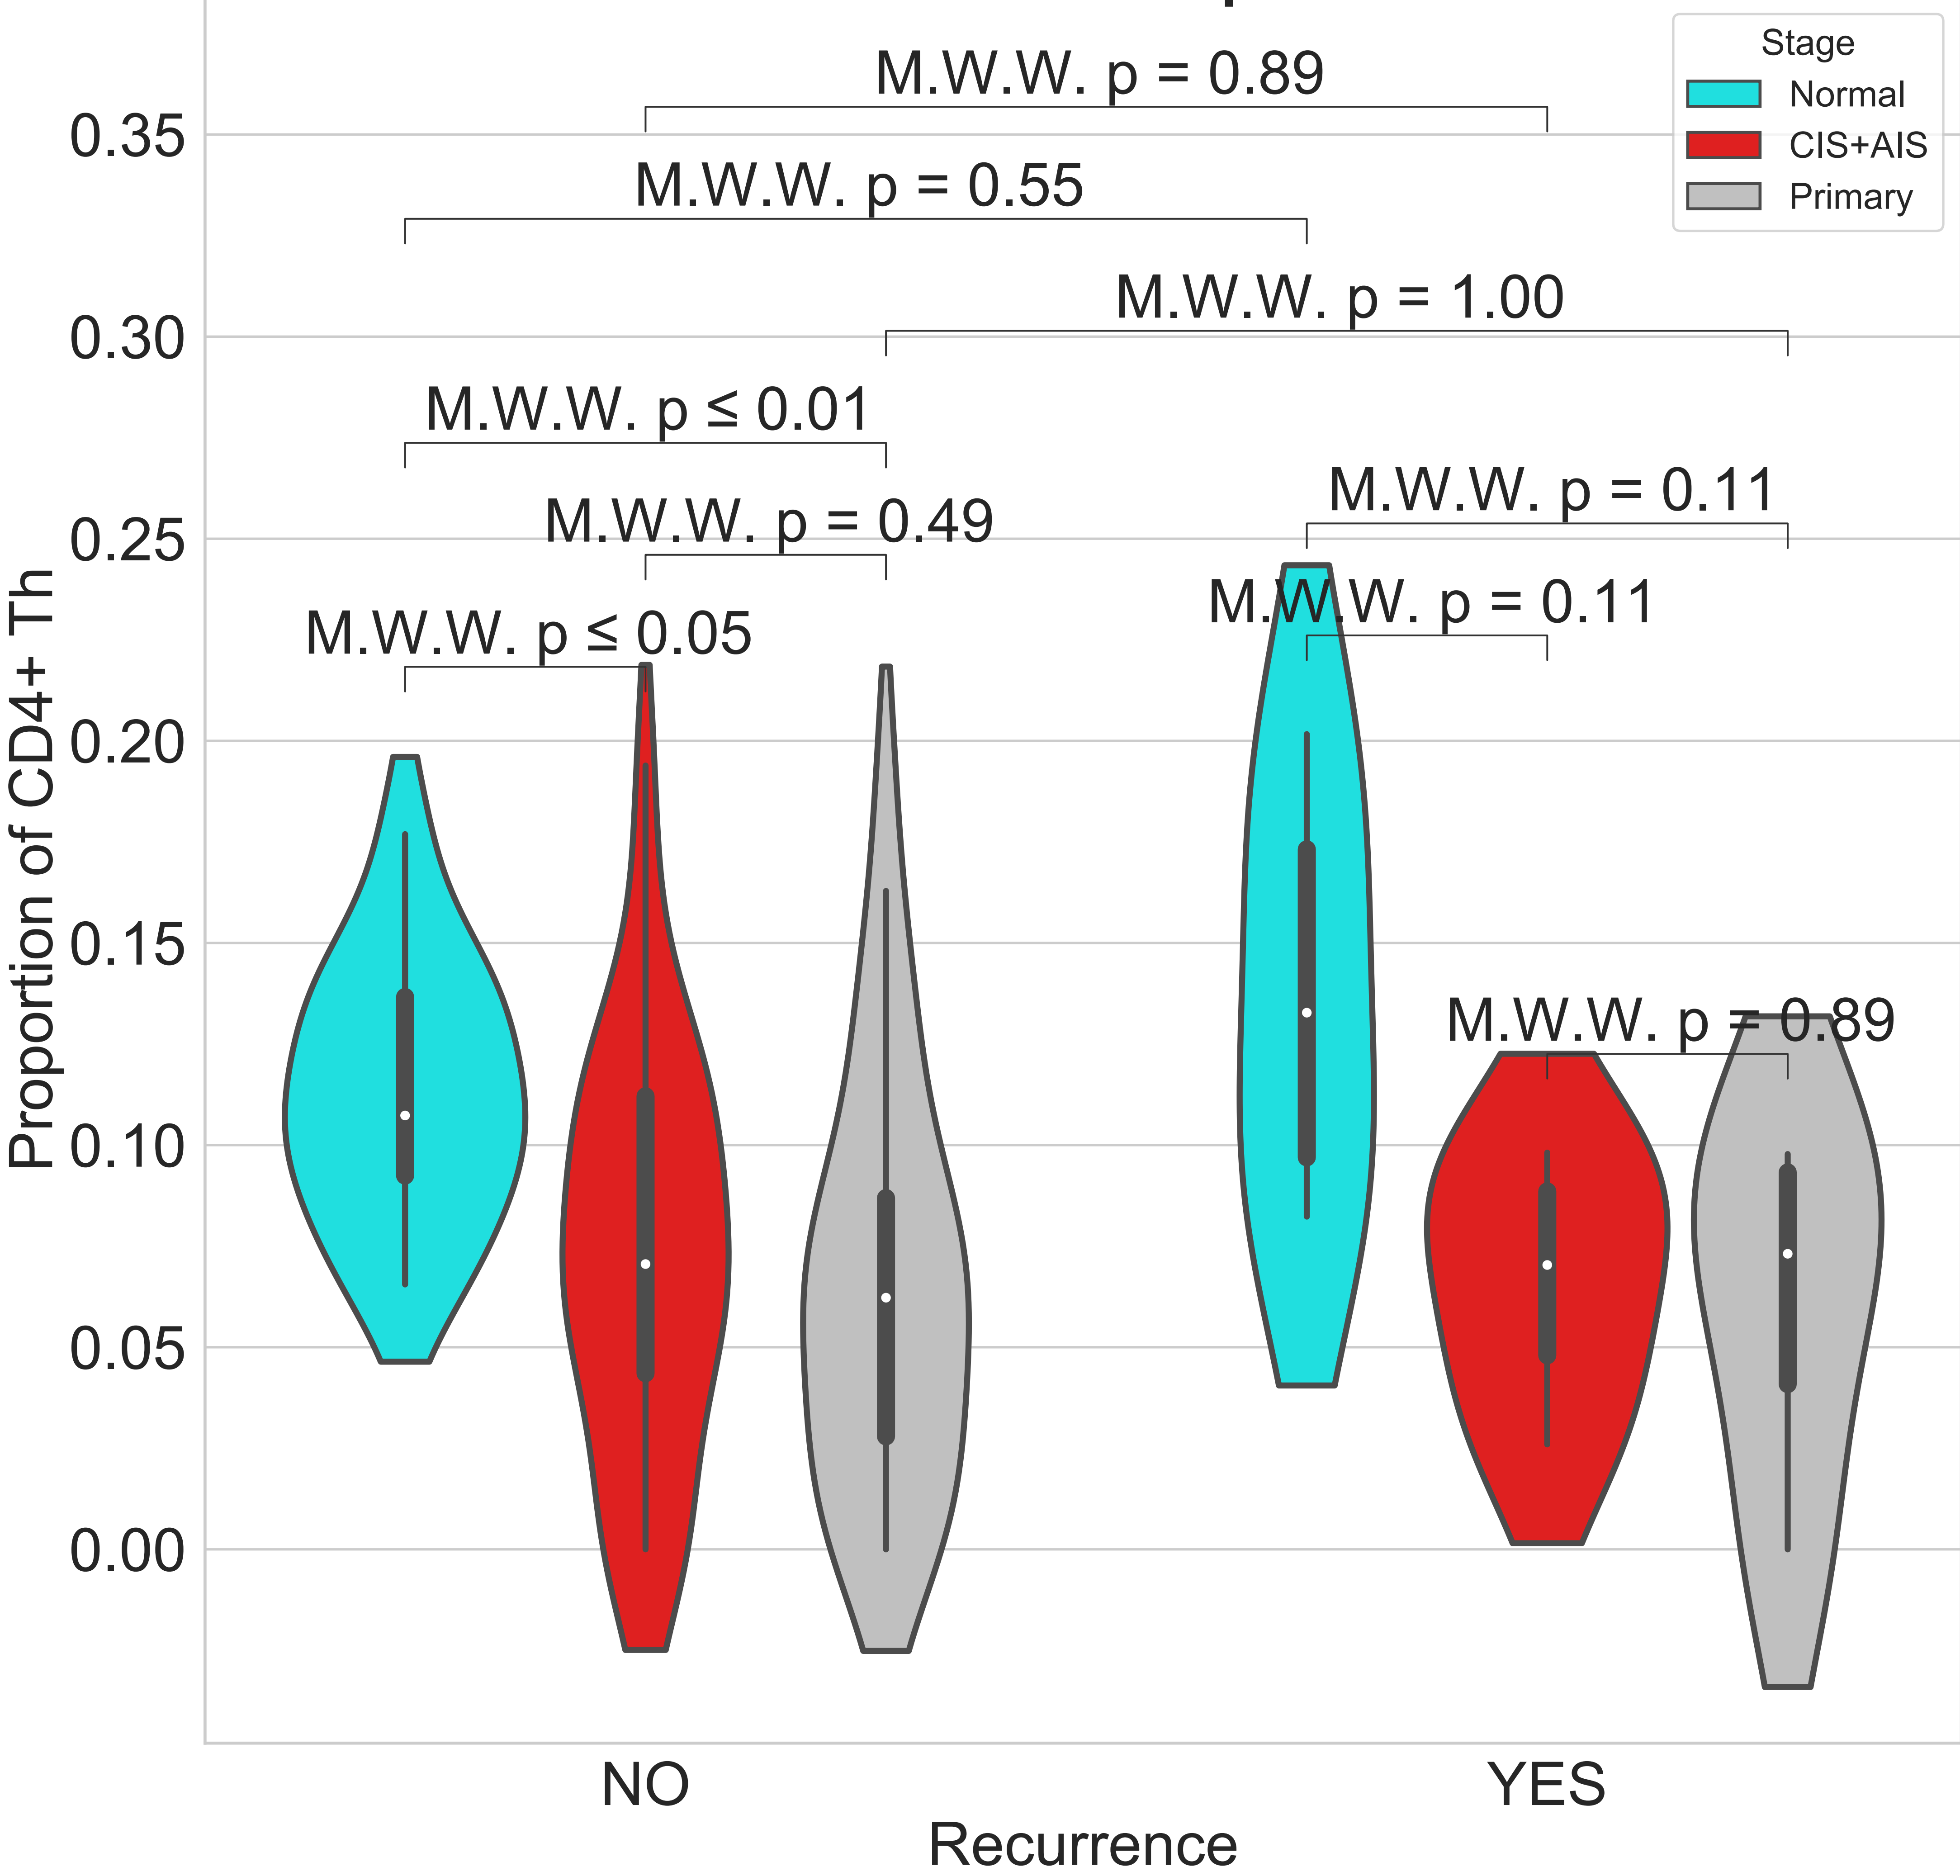 Stage
Normal
CIS+AIS
Primary
M.W.W. p = 0.89
M.W.W. p = 0.55
M.W.W. p = 1.00
M.W.W. p ≤ 0.01
M.W.W. p = 0.11
M.W.W. p = 0.49
M.W.W. p = 0.11
M.W.W. p ≤ 0.05
M.W.W. p = 0.89
0.35
0.30
0.25
0.20
0.15
0.10
0.05
0.00
Proportion of CD4+ Th
NO
YES
Recurrence